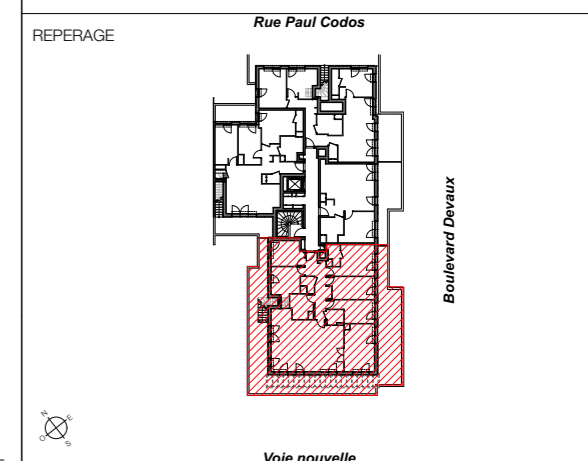 Rue Paul Codos
REPERAGE
Boulevard Devaux
N
E
O
S
Voie nouvelle